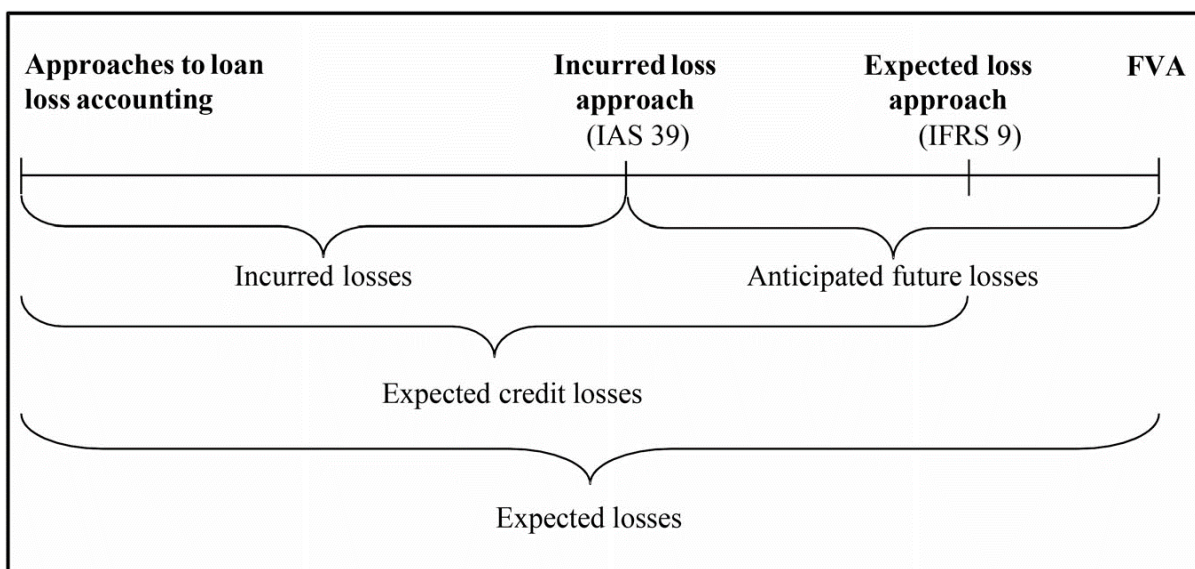 Approaches to loan
loss accounting
Incurred loss
approach
(IAS 39)
Expected loss
approach
(IFRS 9)
FVA
Incurred losses
Anticipated future losses
Expected credit losses
Expected losses